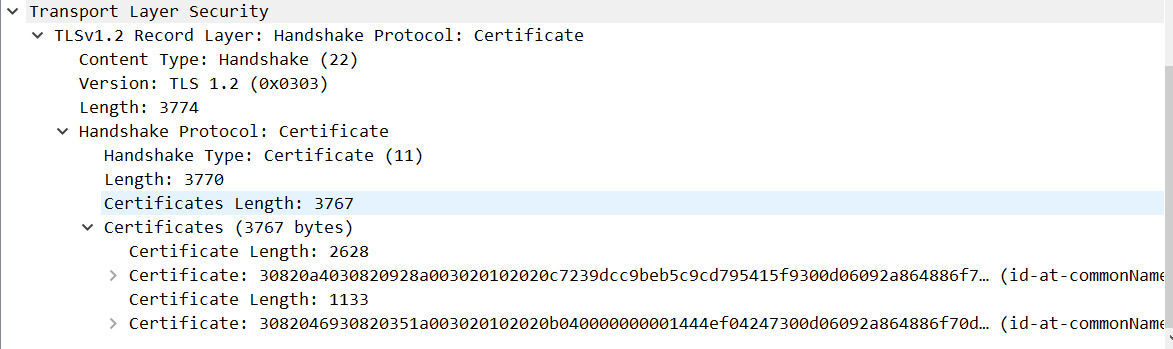 Transport Layer Security
TLSv1.2 Record Layer: Handshake Protocol: Certificate
Content Type: Handshake (22)
Version: TLS 1.2 (0x0303)
Length: 3774
Handshake Protocol: Certificate
Handshake Type: Certificate (11)
Length: 3770
Certificates Length: 3767
Certificates (3767 bytes)
Certificate Length: 2628
Certificate: 30820a4030820928a003020102020c7239dcc9beb5c9cd795415f9300d06092a864886f7… (id-at-commonName
Certificate Length: 1133
Certificate: 3082046930820351a003020102020b040000000001444ef04247300d06092a864886f70d… (id-at-commonName